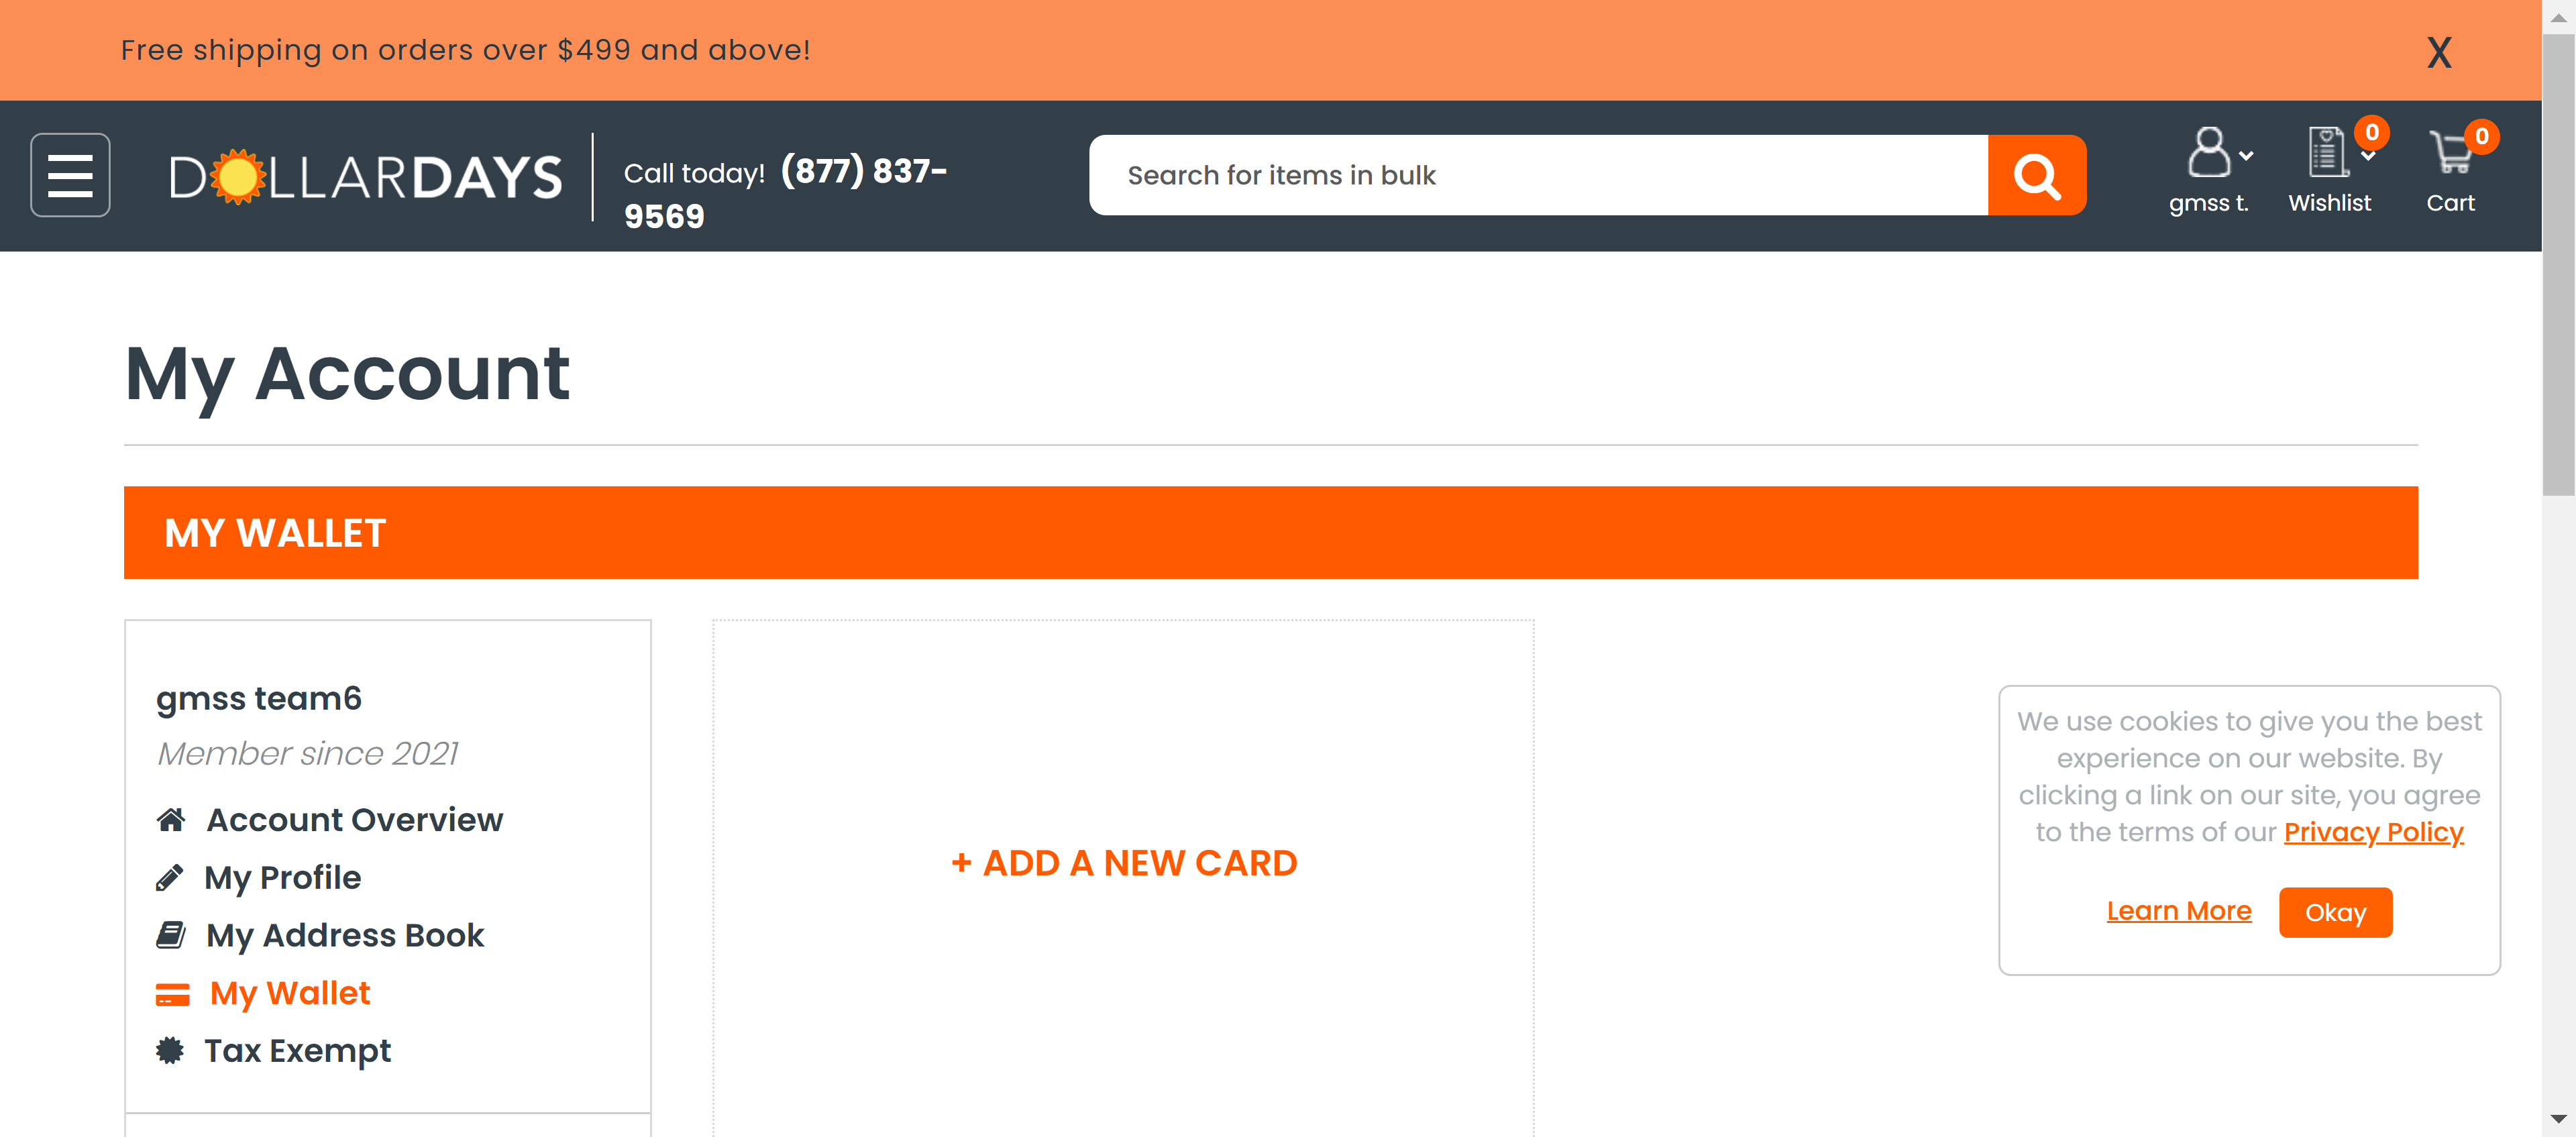 Free shipping on orders over $499 and above!
X
DOLLARDAYS
Call today! (877) 837-
9569
Search for items in bulk
gmss t.
0
Wishlist
0
Cart
My Account
MY WALLET
gmss team6
Member since 2021
Account Overview
My Profile
My Address Book
My Wallet
Tax Exempt
+ ADD A NEW CARD
We use cookies to give you the best
experience on our website. By
clicking a link on our site, you agree
to the terms of our Privacy Policy
Learn More
Okay